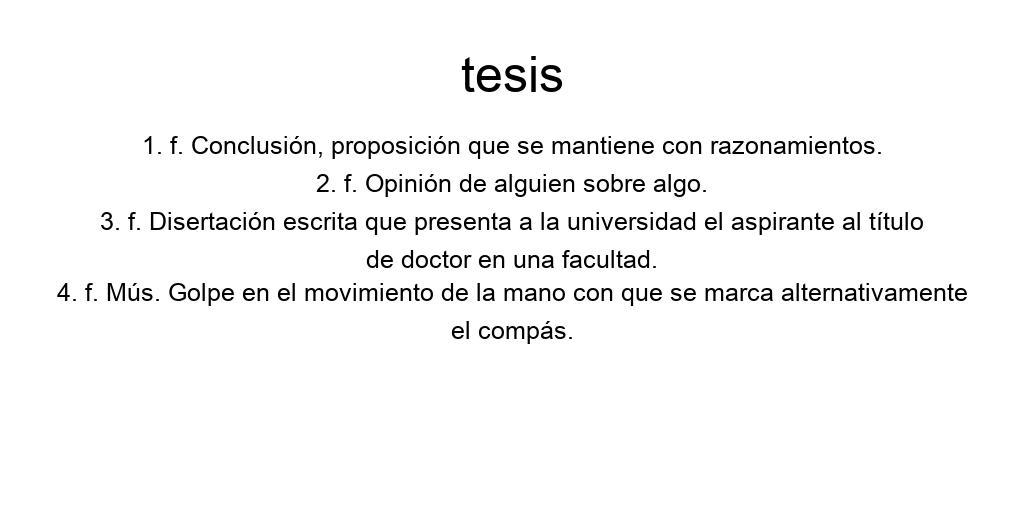 tesis
1. f. Conclusión, proposición que se mantiene con razonamientos.
2. f. Opinión de alguien sobre algo.
3. f. Disertación escrita que presenta a la universidad el aspirante al título
de doctor en una facultad.
4. f. Mús. Golpe en el movimiento de la mano con que se marca alternativamente
el compás.